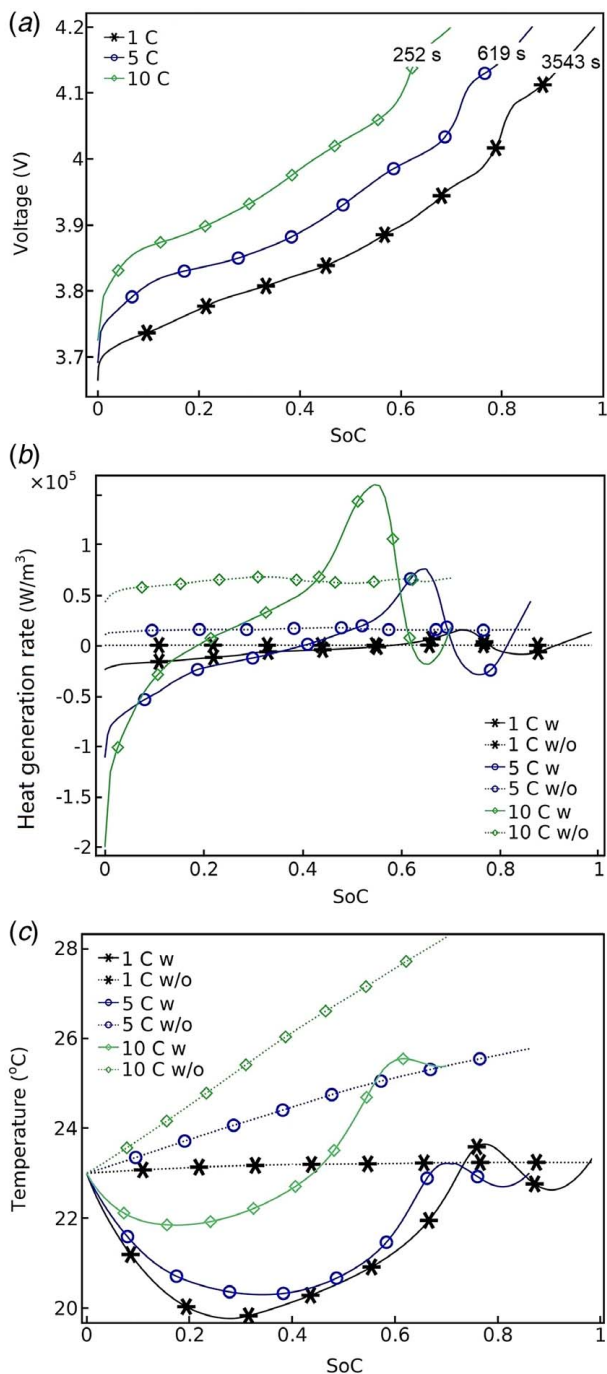 (a)
4.2
4.1
4
3.9
3.8
3.7
Voltage (V)
1 C
5 C
10 C
252 s
619 s
3543 s
0
0.2
0.4
0.6
0.8
1
SoC
(b)
×10⁵
1
0.5
0
-0.5
-1
-1.5
-2
Heat generation rate (W/m³)
1 C w
1 C w/o
5 C w
5 C w/o
10 C w
10 C w/o
0
0.2
0.4
0.6
0.8
1
SoC
(c)
28
26
24
22
20
Temperature (°C)
1 C w
1 C w/o
5 C w
5 C w/o
10 C w
10 C w/o
0
0.2
0.4
0.6
0.8
1
SoC